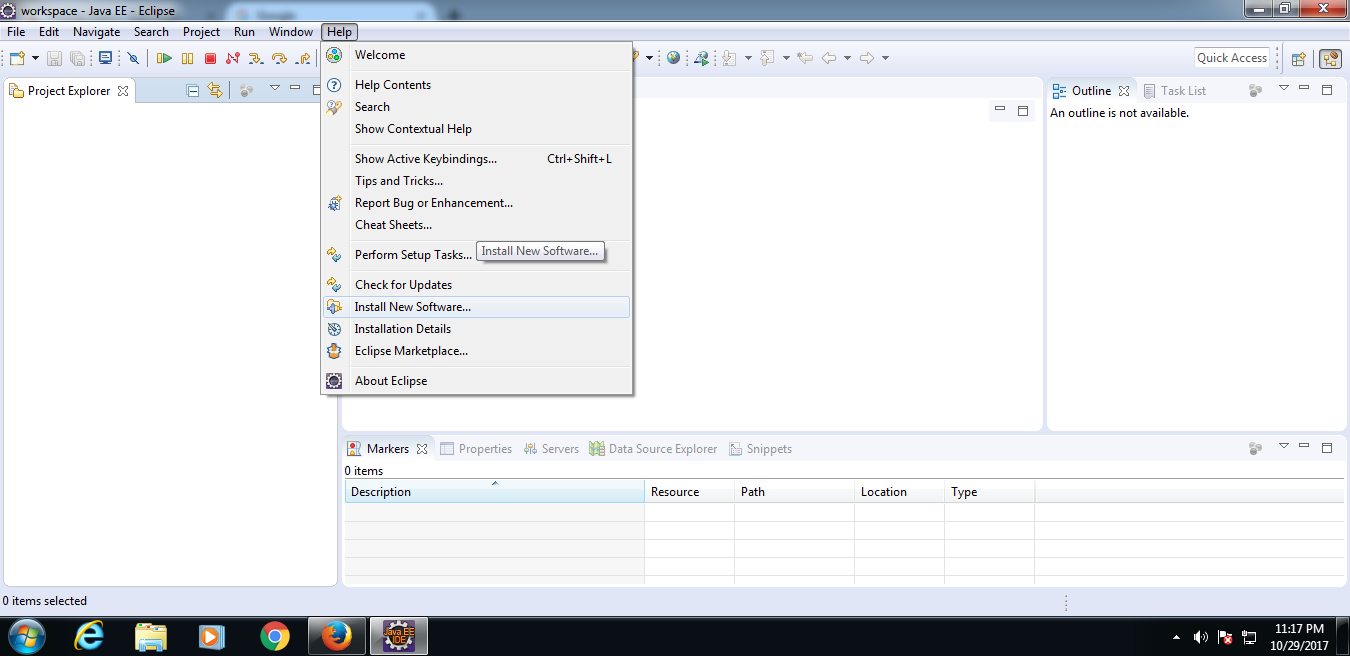 workspace - Java EE - Eclipse
File Edit Navigate Search Project Run Window Help
Quick Access
Welcome
Help Contents
Search
Show Contextual Help
Show Active Keybindings... Ctrl+Shift+L
Tips and Tricks...
Report Bug or Enhancement...
Cheat Sheets...
Perform Setup Tasks...
Install New Software...
Check for Updates
Install New Software...
Installation Details
Eclipse Marketplace...
About Eclipse
Project Explorer
Outline Task List
An outline is not available.
Markers Properties Servers Data Source Explorer Snippets
0 items
Description Resource Path Location Type
0 items selected
Java EE
IDE
11:17 PM
10/29/2017